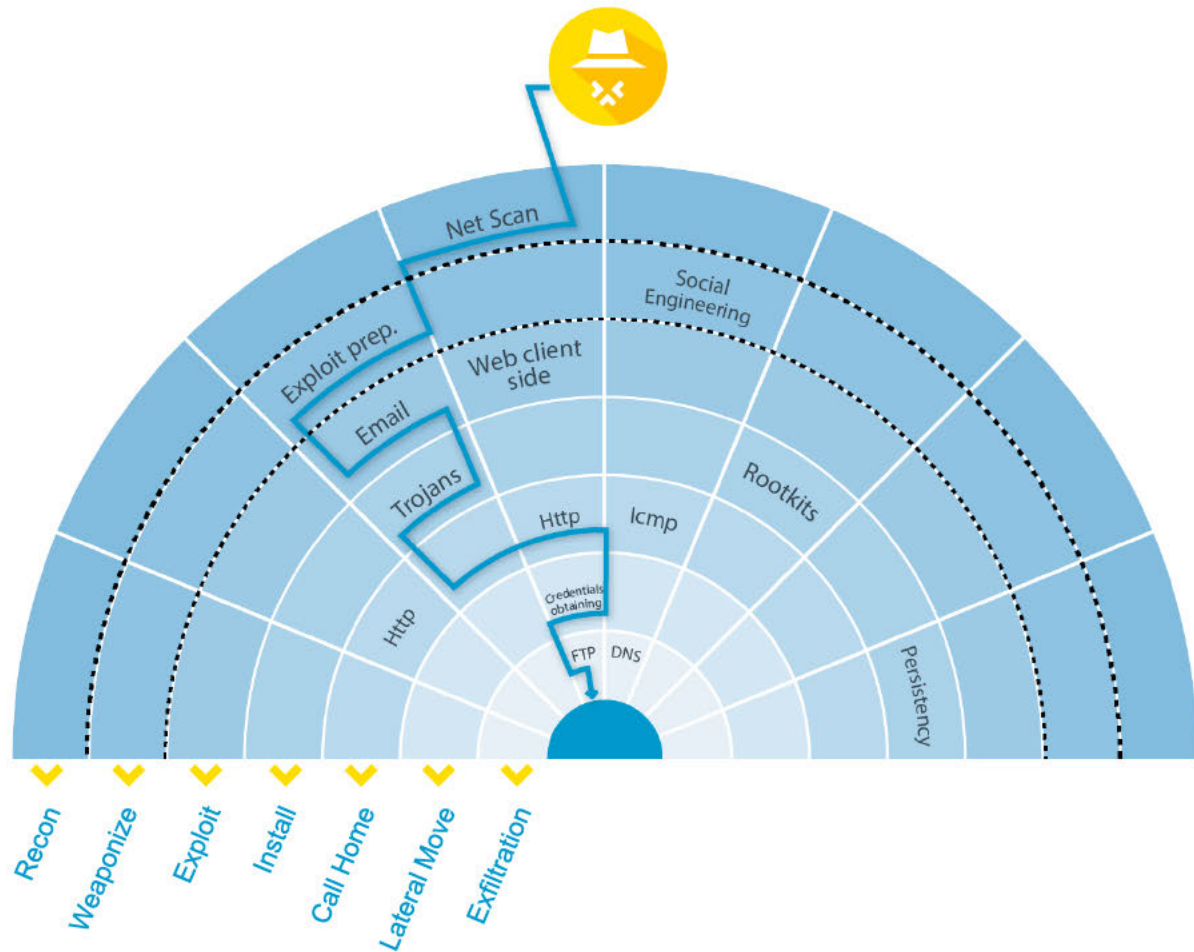 Net Scan
Social
Engineering
Exploit prep.
Web client
side
Email
Trojans
Rootkits
Http
Icmp
Credentials
obtaining
Http
FTP
DNS
Persistency
Recon
Weaponize
Exploit
Install
Call Home
Lateral Move
Exfiltration